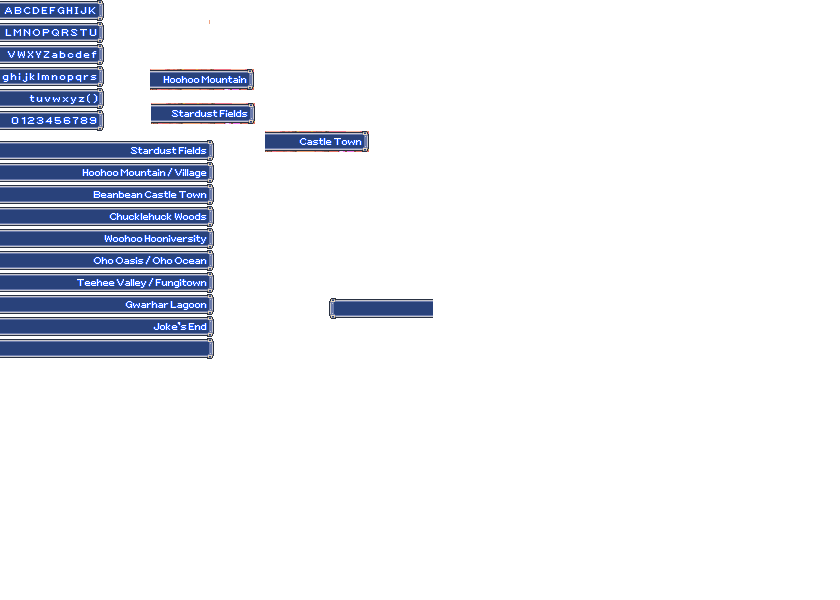 ABCDEFGHIJK
LMNOPQRSTU
VWXYZabcdef
ghijklmnopqrs
tuvwxyz()
0123456789
Hoohoo Mountain
Stardust Fields
Castle Town
Stardust Fields
Hoohoo Mountain / Village
Beanbean Castle Town
Chucklehuck Woods
Woohoo Hooniversity
Oho Oasis / Oho Ocean
Teehee Valley / Fungitown
Gwarhar Lagoon
Joke's End